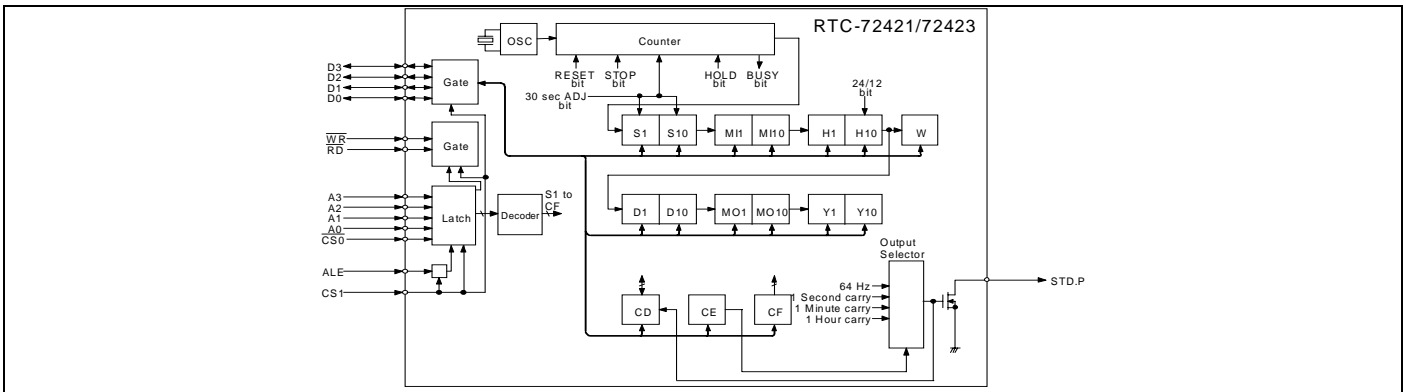 RTC-72421/72423
OSC
Counter
RESET
bit
STOP
bit
HOLD
bit
BUSY
bit
30 sec ADJ
bit
24/12
bit
D3
D2
D1
D0
Gate
WR
RD
Gate
S1 S10 MI1 MI10 H1 H10 W
A3
A2
A1
A0
CS0
Latch
Decoder
S1 to
CF
D1 D10 MO1 MO10 Y1 Y10
ALE
CS1
Output
Selector
64 Hz
1 Second carry
1 Minute carry
1 Hour carry
CD CE CF
STD.P